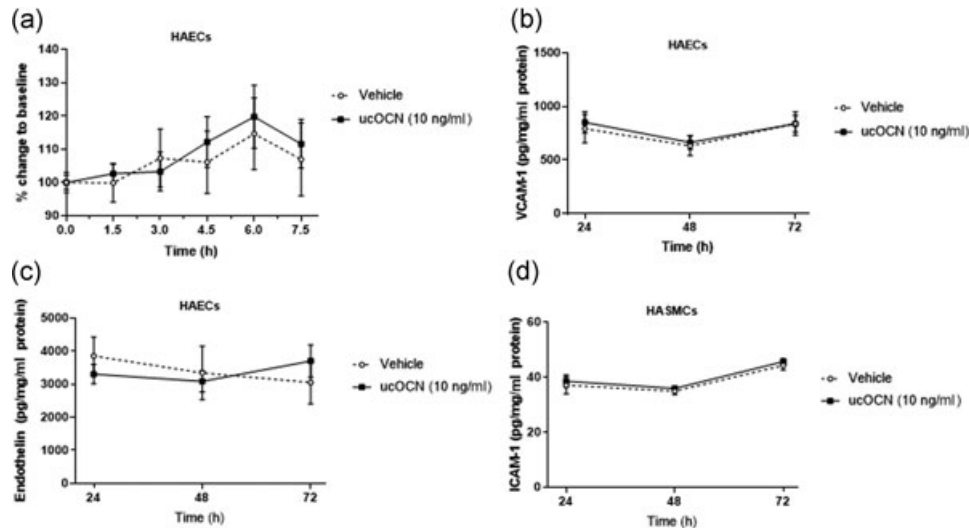 (a)
HAECs
% change to baseline
140
130
120
110
100
90
0.0 1.5 3.0 4.5 6.0 7.5
Time (h)
Vehicle
ucOCN (10 ng/ml)
(b)
HAECs
VCAM-1 (pg/mg/ml protein)
1500
1000
500
0
24 48 72
Time (h)
Vehicle
ucOCN (10 ng/ml)
(c)
HAECs
Endothelin (pg/mg/ml protein)
5000
4000
3000
2000
1000
0
24 48 72
Time (h)
Vehicle
ucOCN (10 ng/ml)
(d)
HASMCs
ICAM-1 (pg/mg/ml protein)
60
40
20
0
24 48 72
Time (h)
Vehicle
ucOCN (10 ng/ml)